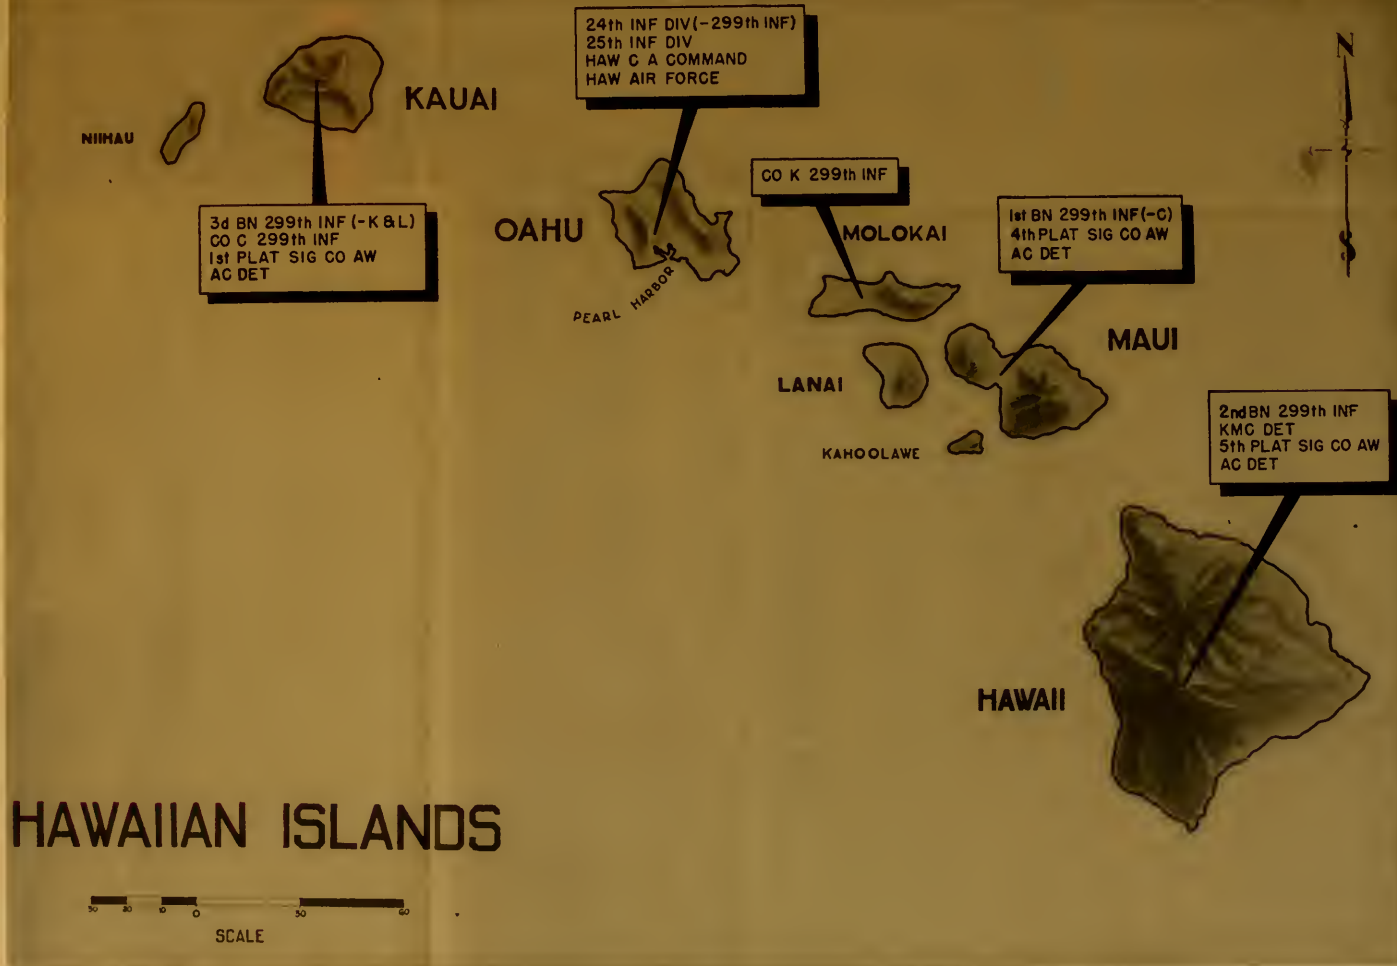 24th INF DIV (-299th INF)
25th INF DIV
HAW C A COMMAND
HAW AIR FORCE
N
KAUAI
NIIHAU
CO K 299th INF
3d BN 299th INF (-K & L)
CO C 299th INF
1st PLAT SIG CO AW
AC DET
OAHU
MOLOKAI
1st BN 299th INF (-C)
4th PLAT SIG CO AW
AC DET
S
PEARL HARBOR
MAUI
LANAI
KAHOOLAWE
2nd BN 299th INF
KMC DET
5th PLAT SIG CO AW
AC DET
HAWAII
HAWAIIAN ISLANDS
30 20 10 0 30 60
SCALE